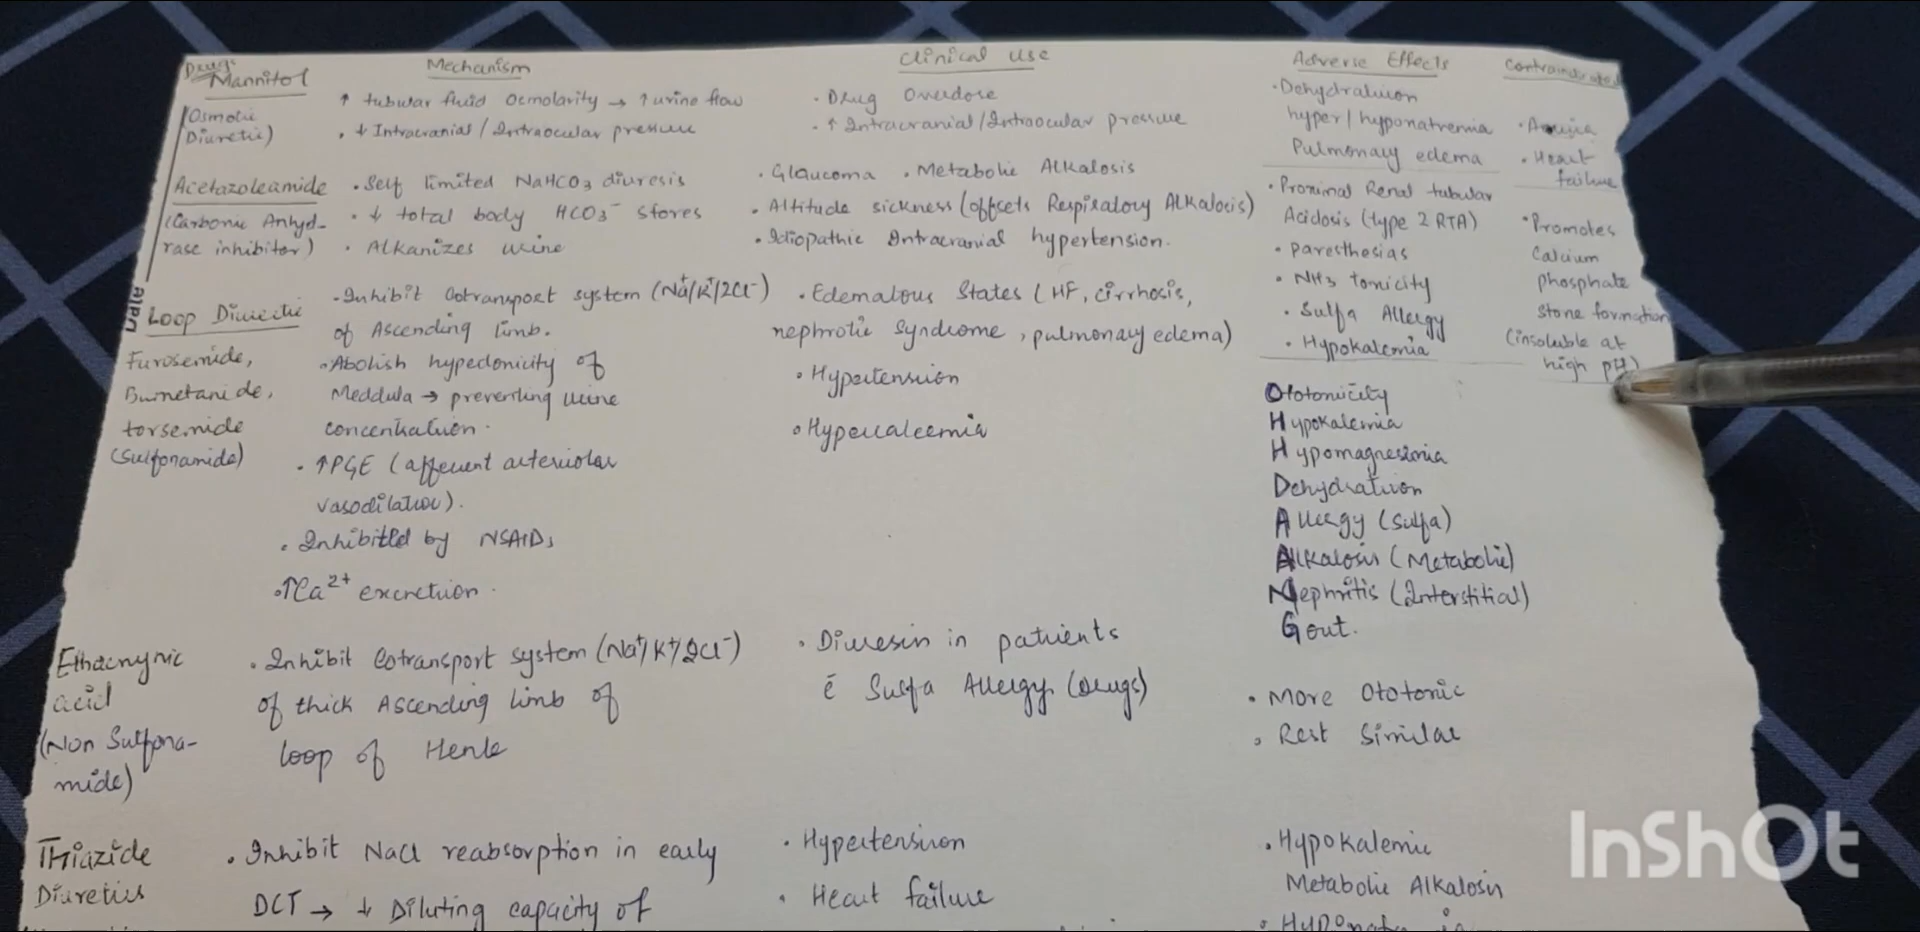 Drugs
Mechanism
Clinical Use
Adverse Effects
Mannitol
(Osmotic
Diuretic)
↑ tubular fluid Osmolarity → ↑ urine flow
. ↓ Intracranial / Intraocular pressure
. Drug Overdose
. ↑ Intracranial/Intraocular pressure
• Dehydration
hyper / hyponatremia
Pulmonary edema
• Heart
failure
Acetazoleamide
(Carbonic Anhyd-
rase inhibitor)
• Self limited NaHCO3 diuresis
• ↓ total body HCO3⁻ stores
• Alkanizes urine
• Glaucoma . Metabolic Alkalosis
• Altitude sickness (offsets Respiratory Alkalosis)
• Idiopathic Intracranial hypertension.
• Proximal Renal tubular
Acidosis (type 2 RTA)
• Paresthesias
• NH3 toxicity
• Sulfa Allergy
• Hypokalemia
• Promotes
Calcium
phosphate
Stone formation
(insoluble at
high pH)
Loop Diuretic
Furosemide,
Bumetanide,
torsemide
(Sulfonamide)
• Inhibit Cotransport system (Na⁺/K⁺/2Cl⁻)
of Ascending limb.
• Abolish hypertonicity of
Meddula → preventing urine
concentration.
• ↑PGE (afferent arteriolar
vasodilation).
. Inhibited by NSAIDs
. ↑Ca²⁺ excretion.
• Edematous States (HF, cirrhosis,
nephrotic syndrome, pulmonary edema)
• Hypertension
• Hypercalcemia
Ototoxicity
Hypokalemia
Hypomagnesimia
Dehydration
Allergy (sulfa)
Alkalosis (Metabolic)
Nephritis (Interstitial)
Gout.
Ethacnynic
acid
(Non Sulfona-
mide)
• Inhibit Cotransport system (Na⁺/K⁺/2Cl⁻)
of thick Ascending limb of
loop of Henle
• Diuresis in patients
c̄ Sulfa Allergy (drugs)
• More Ototoxic
• Rest Similar
Thiazide
Diuretics
• Inhibit NaCl reabsorption in early
DCT → ↓ Diluting capacity of
• Hypertension
• Heart failure
• Hypokalemic
Metabolic Alkalosis
InShOt